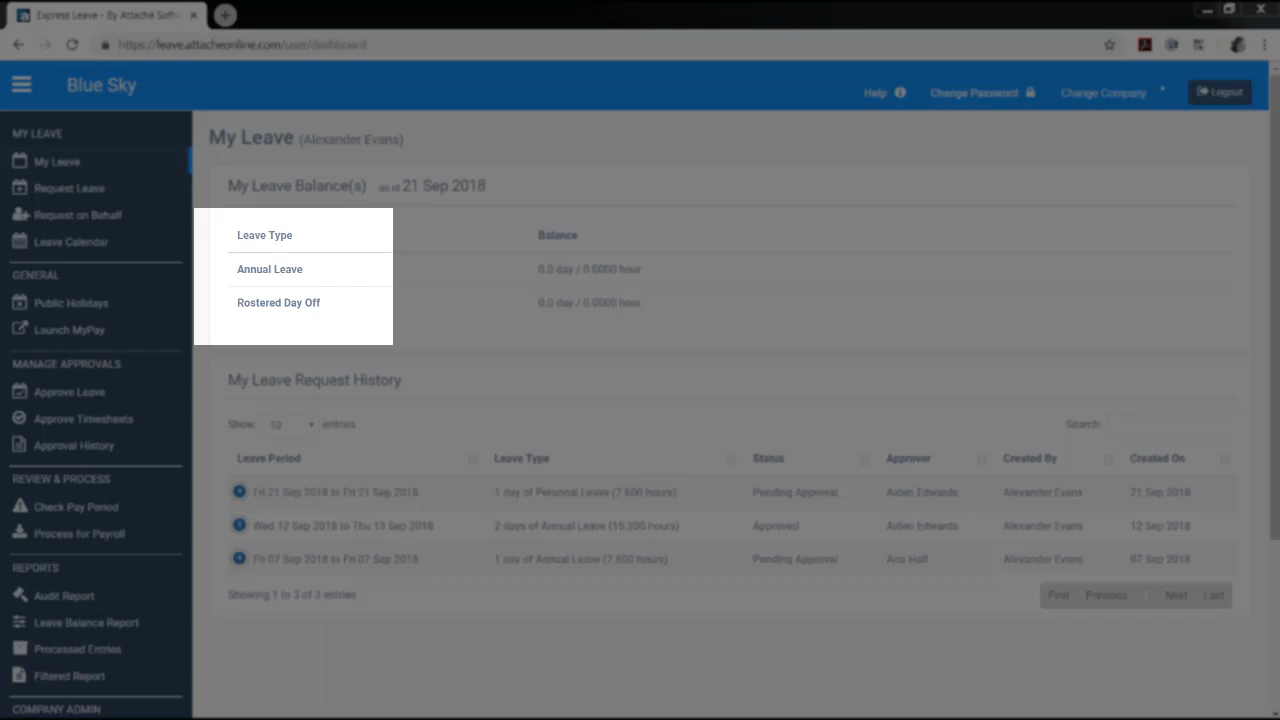 Express Leave - By Attaché Soft
https://leave.attacheonline.com/user/dashboard
Blue Sky
Help
Change Password
Change Company
Logout
MY LEAVE
My Leave
Request Leave
Request on Behalf
Leave Calendar
GENERAL
Public Holidays
Launch MyPay
MANAGE APPROVALS
Approve Leave
Approve Timesheets
Approval History
REVIEW & PROCESS
Check Pay Period
Process for Payroll
REPORTS
Audit Report
Leave Balance Report
Processed Entries
Filtered Report
COMPANY ADMIN
My Leave (Alexander Evans)
My Leave Balance(s) as at 21 Sep 2018
Leave Type Balance
Annual Leave 0.0 day / 0.0000 hour
Rostered Day Off 0.0 day / 0.0000 hour
My Leave Request History
Show 10 entries Search:
Leave Period Leave Type Status Approver Created By Created On
Fri 21 Sep 2018 to Fri 21 Sep 2018 1 day of Personal Leave (7.600 hours) Pending Approval Aiden Edwards Alexander Evans 21 Sep 2018
Wed 12 Sep 2018 to Thu 13 Sep 2018 2 days of Annual Leave (15.200 hours) Approved Aiden Edwards Alexander Evans 12 Sep 2018
Fri 07 Sep 2018 to Fri 07 Sep 2018 1 day of Annual Leave (7.600 hours) Pending Approval Aria Hall Alexander Evans 07 Sep 2018
Showing 1 to 3 of 3 entries
First Previous 1 Next Last